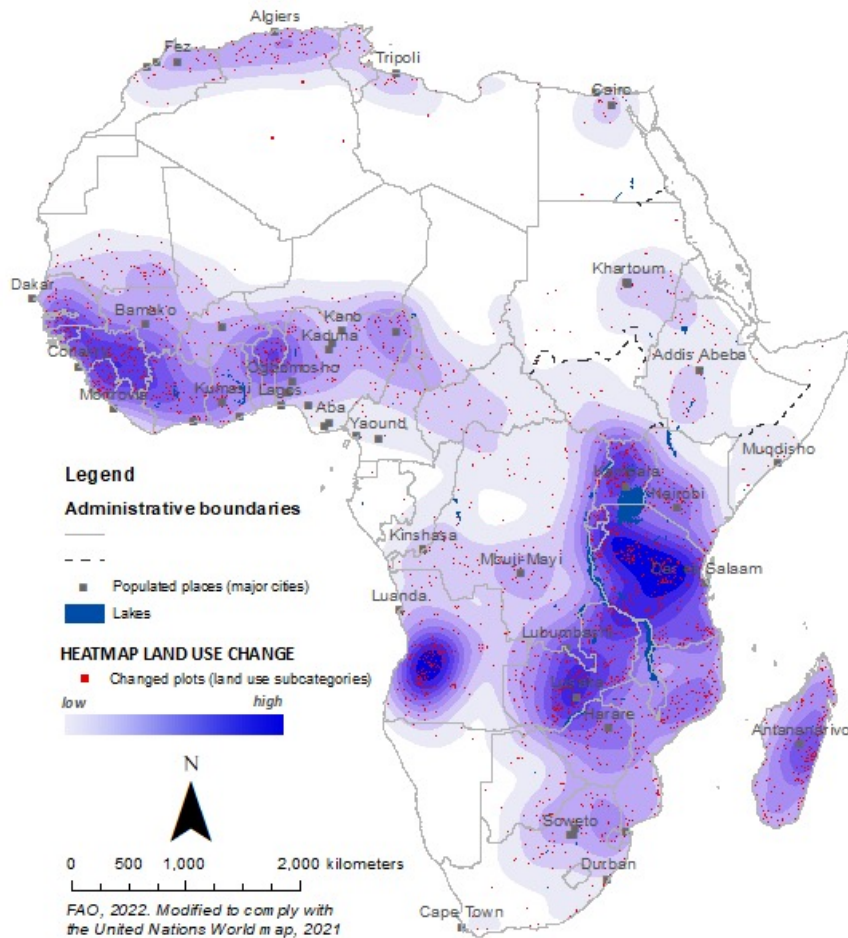 Algiers
Fez
Tripoli
Cairo
Dakar
Khartoum
Bamako
Kano
Kaduna
Conakry
Ogbomosho
Addis Abeba
Monrovia
Kumasi
Lagos
Aba
Yaound
Muqdisho
Legend
Kampala
Administrative boundaries
Nairobi
Kinshasa
Mbuji-Mayi
Populated places (major cities)
Dar es Salaam
Luanda
Lakes
Lubumbashi
HEATMAP LAND USE CHANGE
Changed plots (land use subcategories)
Lusaka
low high
Harare
Antananarivo
N
Soweto
0 500 1,000 2,000 kilometers
Durban
FAO, 2022. Modified to comply with
the United Nations World map, 2021
Cape Town